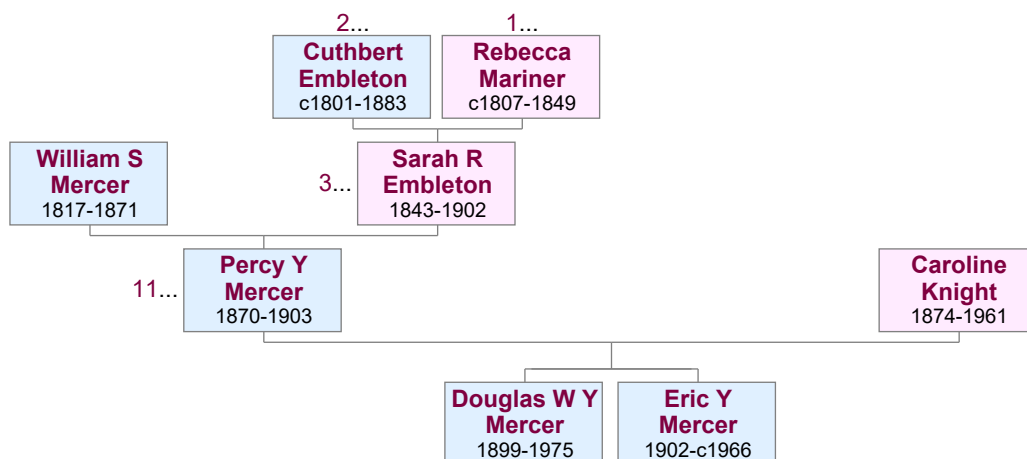 2... 1...
Cuthbert
Embleton
c1801-1883
Rebecca
Mariner
c1807-1849
William S
Mercer
1817-1871
3...
Sarah R
Embleton
1843-1902
11...
Percy Y
Mercer
1870-1903
Caroline
Knight
1874-1961
Douglas W Y
Mercer
1899-1975
Eric Y
Mercer
1902-c1966